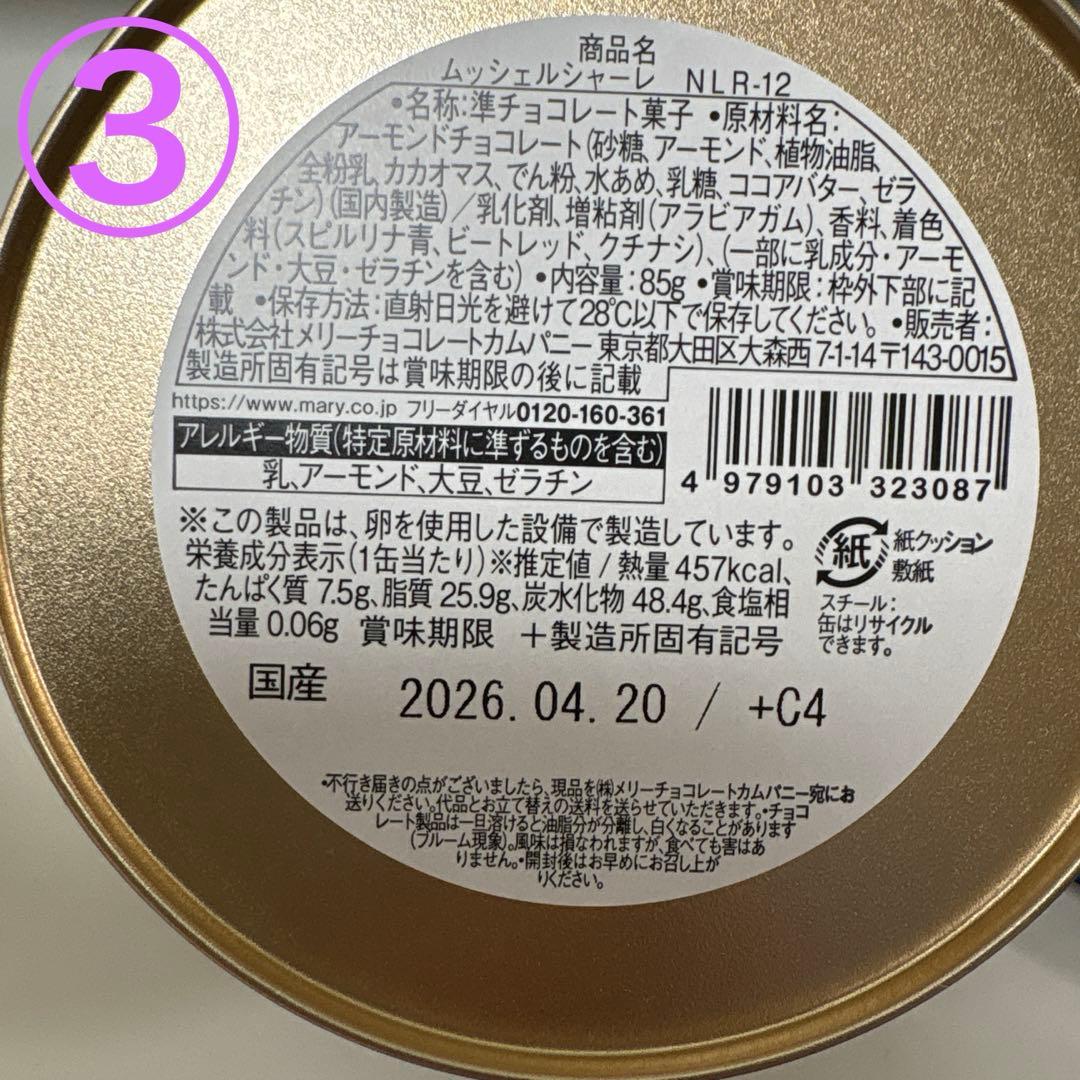 ③
商品名
ムッシェルシャーレ NLR-12
•名称:準チョコレート菓子 •原材料名:
アーモンドチョコレート(砂糖、アーモンド、植物油脂、
全粉乳、カカオマス、でん粉、水あめ、乳糖、ココアバター、ゼラ
チン)(国内製造)/乳化剤、増粘剤(アラビアガム)、香料、着色
料(スピルリナ青、ビートレッド、クチナシ)、(一部に乳成分・アーモ
ンド・大豆・ゼラチンを含む) •内容量:85g •賞味期限:枠外下部に記
載 •保存方法:直射日光を避けて28℃以下で保存してください。 •販売者:
株式会社メリーチョコレートカムパニー 東京都大田区大森西7-1-14〒143-0015
製造所固有記号は賞味期限の後に記載
https://www.mary.co.jp フリーダイヤル0120-160-361
アレルギー物質(特定原材料に準ずるものを含む)
乳、アーモンド、大豆、ゼラチン
4 979103 323087
※この製品は、卵を使用した設備で製造しています。
栄養成分表示(1缶当たり)※推定値 / 熱量 457kcal、
たんぱく質 7.5g、脂質 25.9g、炭水化物 48.4g、食塩相
当量 0.06g 賞味期限 +製造所固有記号
紙 紙クッション
敷紙
スチール:
缶はリサイクル
できます。
国産 2026.04.20 / +C4
•不行き届きの点がございましたら、現品を㈱メリーチョコレートカムパニー宛にお
送りください。代品とお立て替えの送料を送らせていただきます。•チョコ
レート製品は一旦溶けると油脂分が分離し、白くなることがあります
(ブルーム現象)。風味は損なわれますが、食べても害はあ
りません。•開封後はお早めにお召し上が
りください。